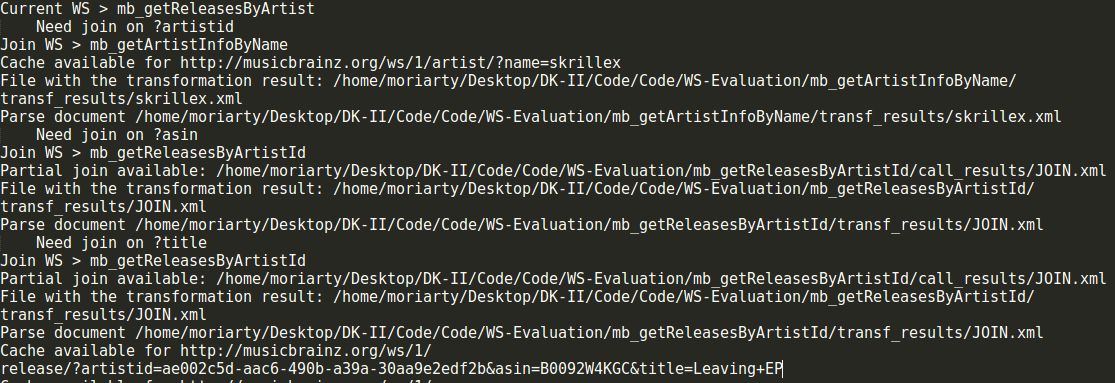 Current WS > mb_getReleasesByArtist
Need join on ?artistid
Join WS > mb_getArtistInfoByName
Cache available for http://musicbrainz.org/ws/1/artist/?name=skrillex
File with the transformation result: /home/moriarty/Desktop/DK-II/Code/Code/WS-Evaluation/mb_getArtistInfoByName/
transf_results/skrillex.xml
Parse document /home/moriarty/Desktop/DK-II/Code/Code/WS-Evaluation/mb_getArtistInfoByName/transf_results/skrillex.xml
Need join on ?asin
Join WS > mb_getReleasesByArtistId
Partial join available: /home/moriarty/Desktop/DK-II/Code/Code/WS-Evaluation/mb_getReleasesByArtistId/call_results/JOIN.xml
File with the transformation result: /home/moriarty/Desktop/DK-II/Code/Code/WS-Evaluation/mb_getReleasesByArtistId/
transf_results/JOIN.xml
Parse document /home/moriarty/Desktop/DK-II/Code/Code/WS-Evaluation/mb_getReleasesByArtistId/transf_results/JOIN.xml
Need join on ?title
Join WS > mb_getReleasesByArtistId
Partial join available: /home/moriarty/Desktop/DK-II/Code/Code/WS-Evaluation/mb_getReleasesByArtistId/call_results/JOIN.xml
File with the transformation result: /home/moriarty/Desktop/DK-II/Code/Code/WS-Evaluation/mb_getReleasesByArtistId/
transf_results/JOIN.xml
Parse document /home/moriarty/Desktop/DK-II/Code/Code/WS-Evaluation/mb_getReleasesByArtistId/transf_results/JOIN.xml
Cache available for http://musicbrainz.org/ws/1/
release/?artistid=ae002c5d-aac6-490b-a39a-30aa9e2edf2b&asin=B0092W4KGC&title=Leaving+EP